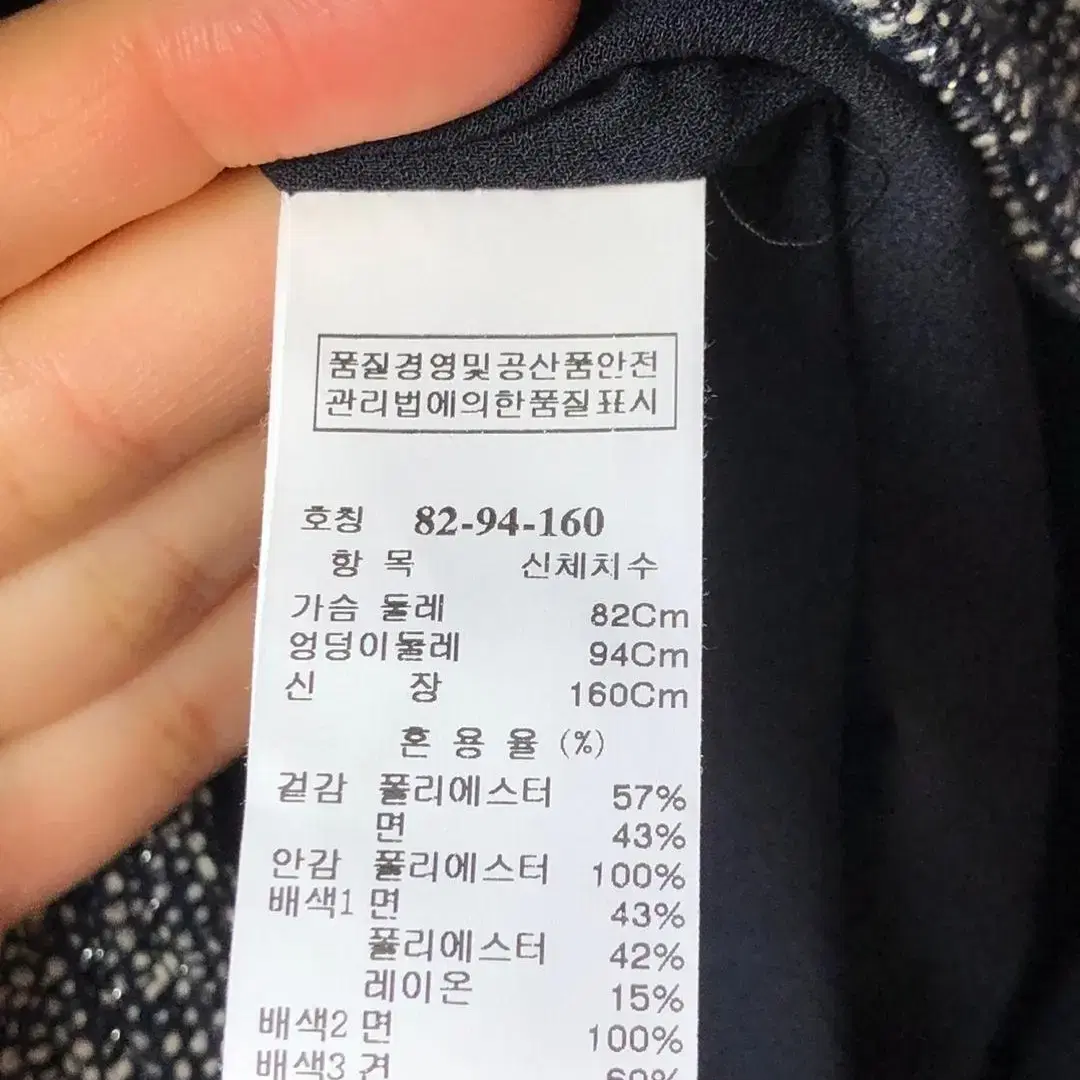 품질경영및공산품안전
관리법에의한품질표시
호칭 82-94-160
항 목 신체치수
가슴 둘레 82Cm
엉덩이둘레 94Cm
신 장 160Cm
혼 용 율 (%)
겉감 폴리에스터 57%
면 43%
안감 폴리에스터 100%
배색1 면 43%
폴리에스터 42%
레이온 15%
배색2 면 100%
배색3 견